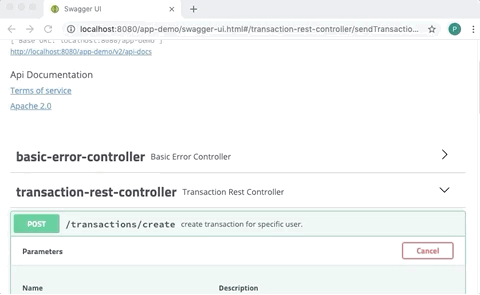 Swagger UI
localhost:8080/app-demo/swagger-ui.html#/transaction-rest-controller/sendTransactio...
P
[ Base URL: localhost:8080/app-demo ]
http://localhost:8080/app-demo/v2/api-docs
Api Documentation
Terms of service
Apache 2.0
basic-error-controller Basic Error Controller
transaction-rest-controller Transaction Rest Controller
POST /transactions/create create transaction for specific user.
Parameters Cancel
Name Description